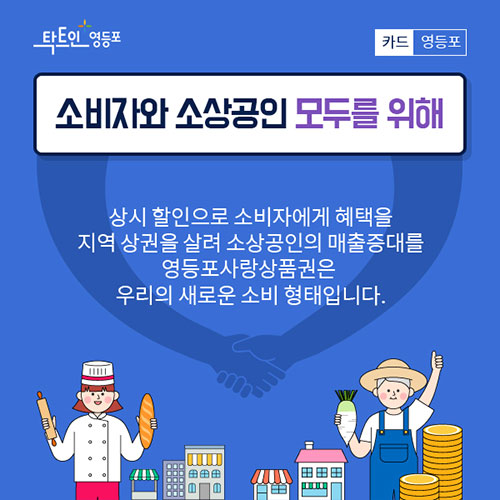 탁트인 영등포
카드 영등포
소비자와 소상공인 모두를 위해
상시 할인으로 소비자에게 혜택을
지역 상권을 살려 소상공인의 매출증대를
영등포사랑상품권은
우리의 새로운 소비 형태입니다.